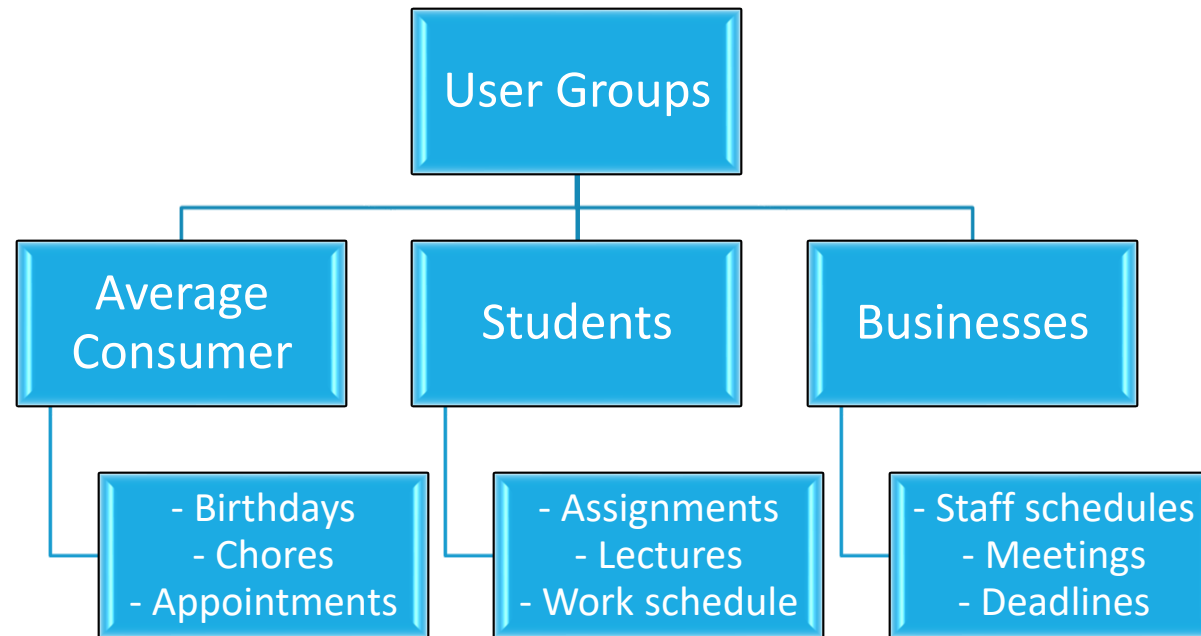 User Groups
Average
Consumer
Students
Businesses
- Birthdays
- Chores
- Appointments
- Assignments
- Lectures
- Work schedule
- Staff schedules
- Meetings
- Deadlines